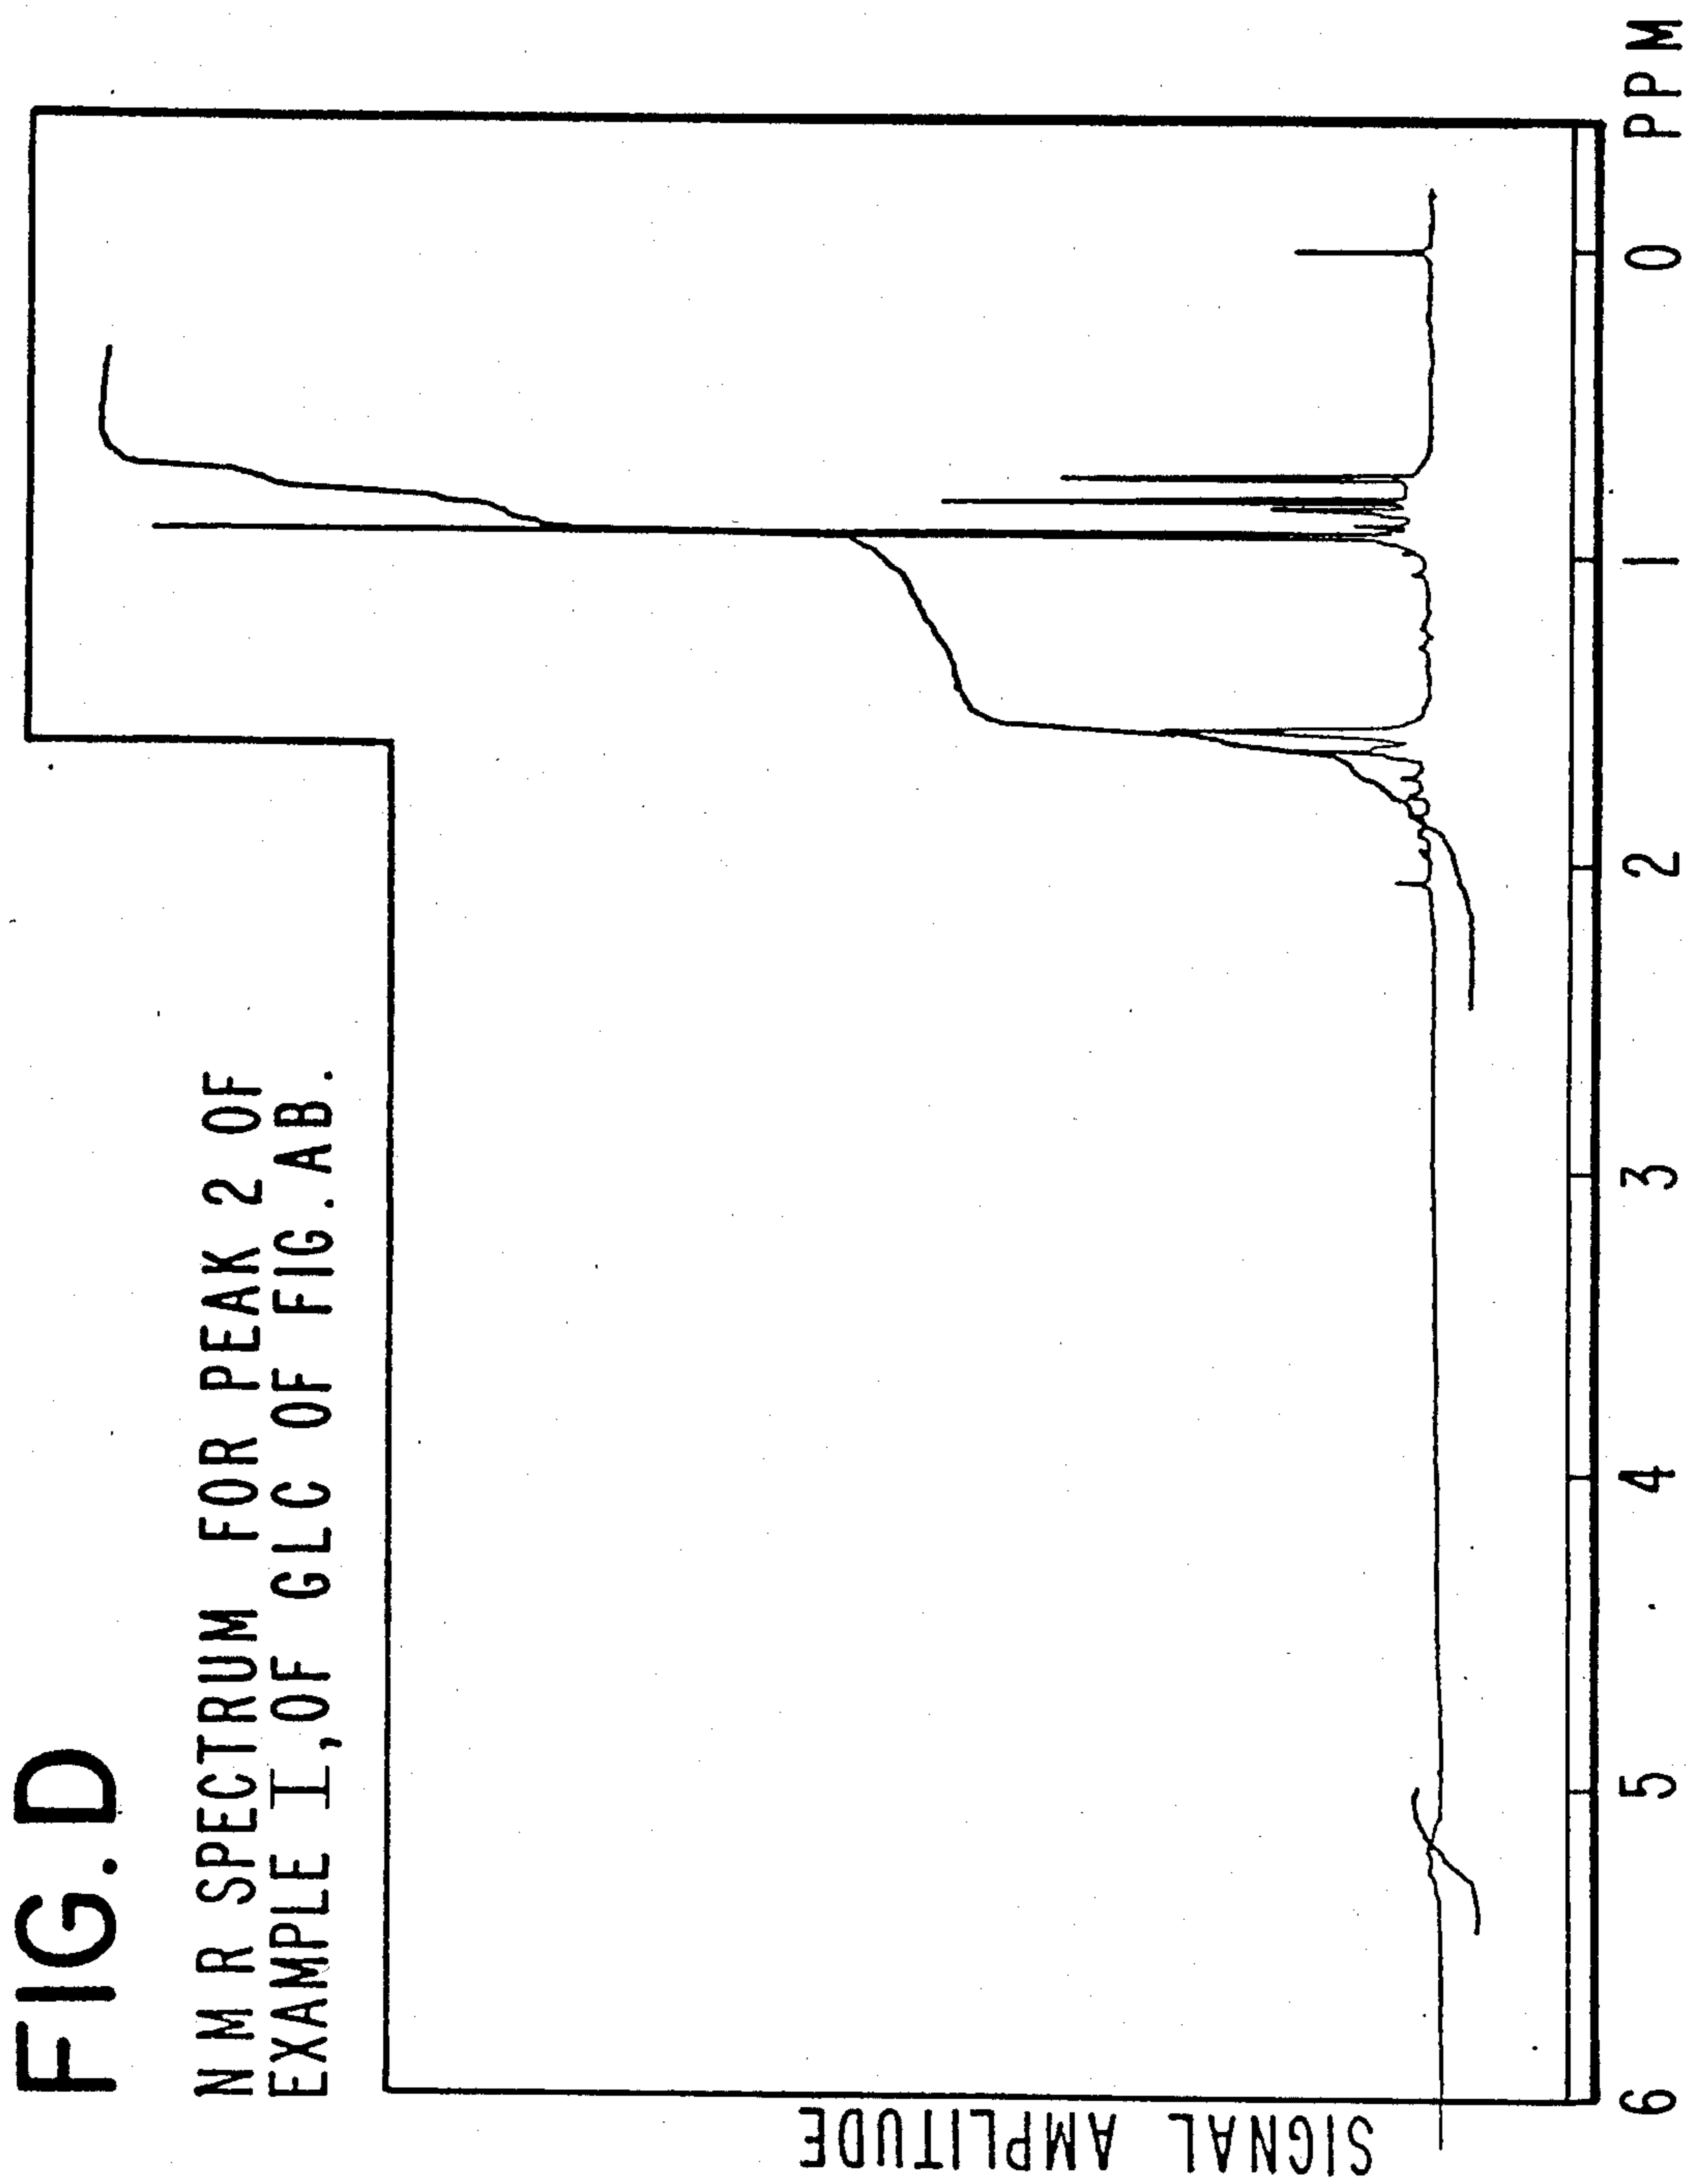 FIG.D
NMR SPECTRUM FOR PEAK 2 OF
EXAMPLE I, OF GLC OF FIG.AB.
SIGNAL AMPLITUDE
6 5 4 3 2 1 0 PPM